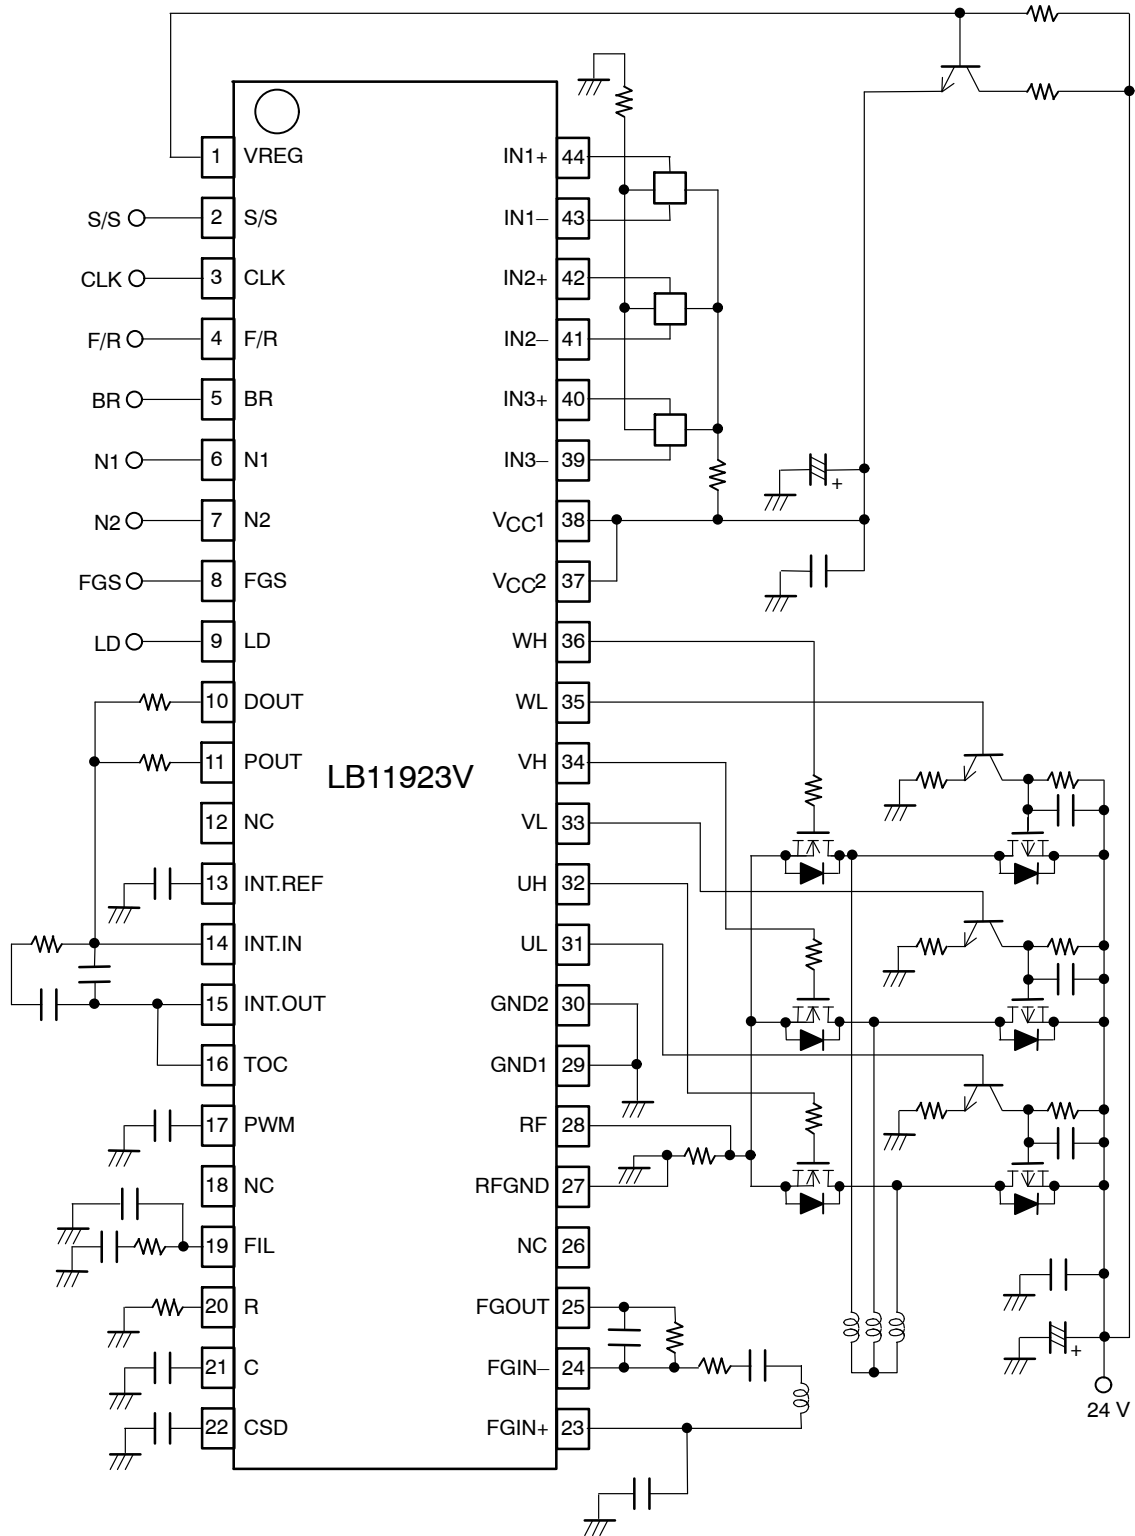 1 VREG
S/S 2 S/S
CLK 3 CLK
F/R 4 F/R
BR 5 BR
N1 6 N1
N2 7 N2
FGS 8 FGS
LD 9 LD
10 DOUT
11 POUT
12 NC
13 INT.REF
14 INT.IN
15 INT.OUT
16 TOC
17 PWM
18 NC
19 FIL
20 R
21 C
22 CSD
LB11923V
IN1+ 44
IN1− 43
IN2+ 42
IN2− 41
IN3+ 40
IN3− 39
VCC1 38
VCC2 37
WH 36
WL 35
VH 34
VL 33
UH 32
UL 31
GND2 30
GND1 29
RF 28
RFGND 27
NC 26
FGOUT 25
FGIN− 24
FGIN+ 23
+
+
24 V